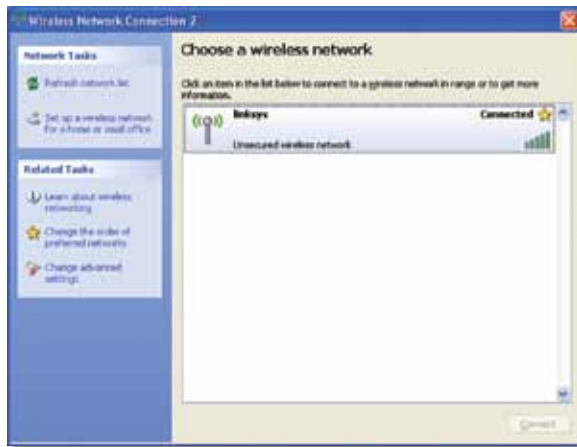 Wireless Network Connection 2
Network Tasks
Refresh network list
Set up a wireless network
for a home or small office
Related Tasks
Learn about wireless
networking
Change the order of
preferred networks
Change advanced
settings
Choose a wireless network
Click an item in the list below to connect to a wireless network in range or to get more
information.
linksys
Connected
Unsecured wireless network
Connect